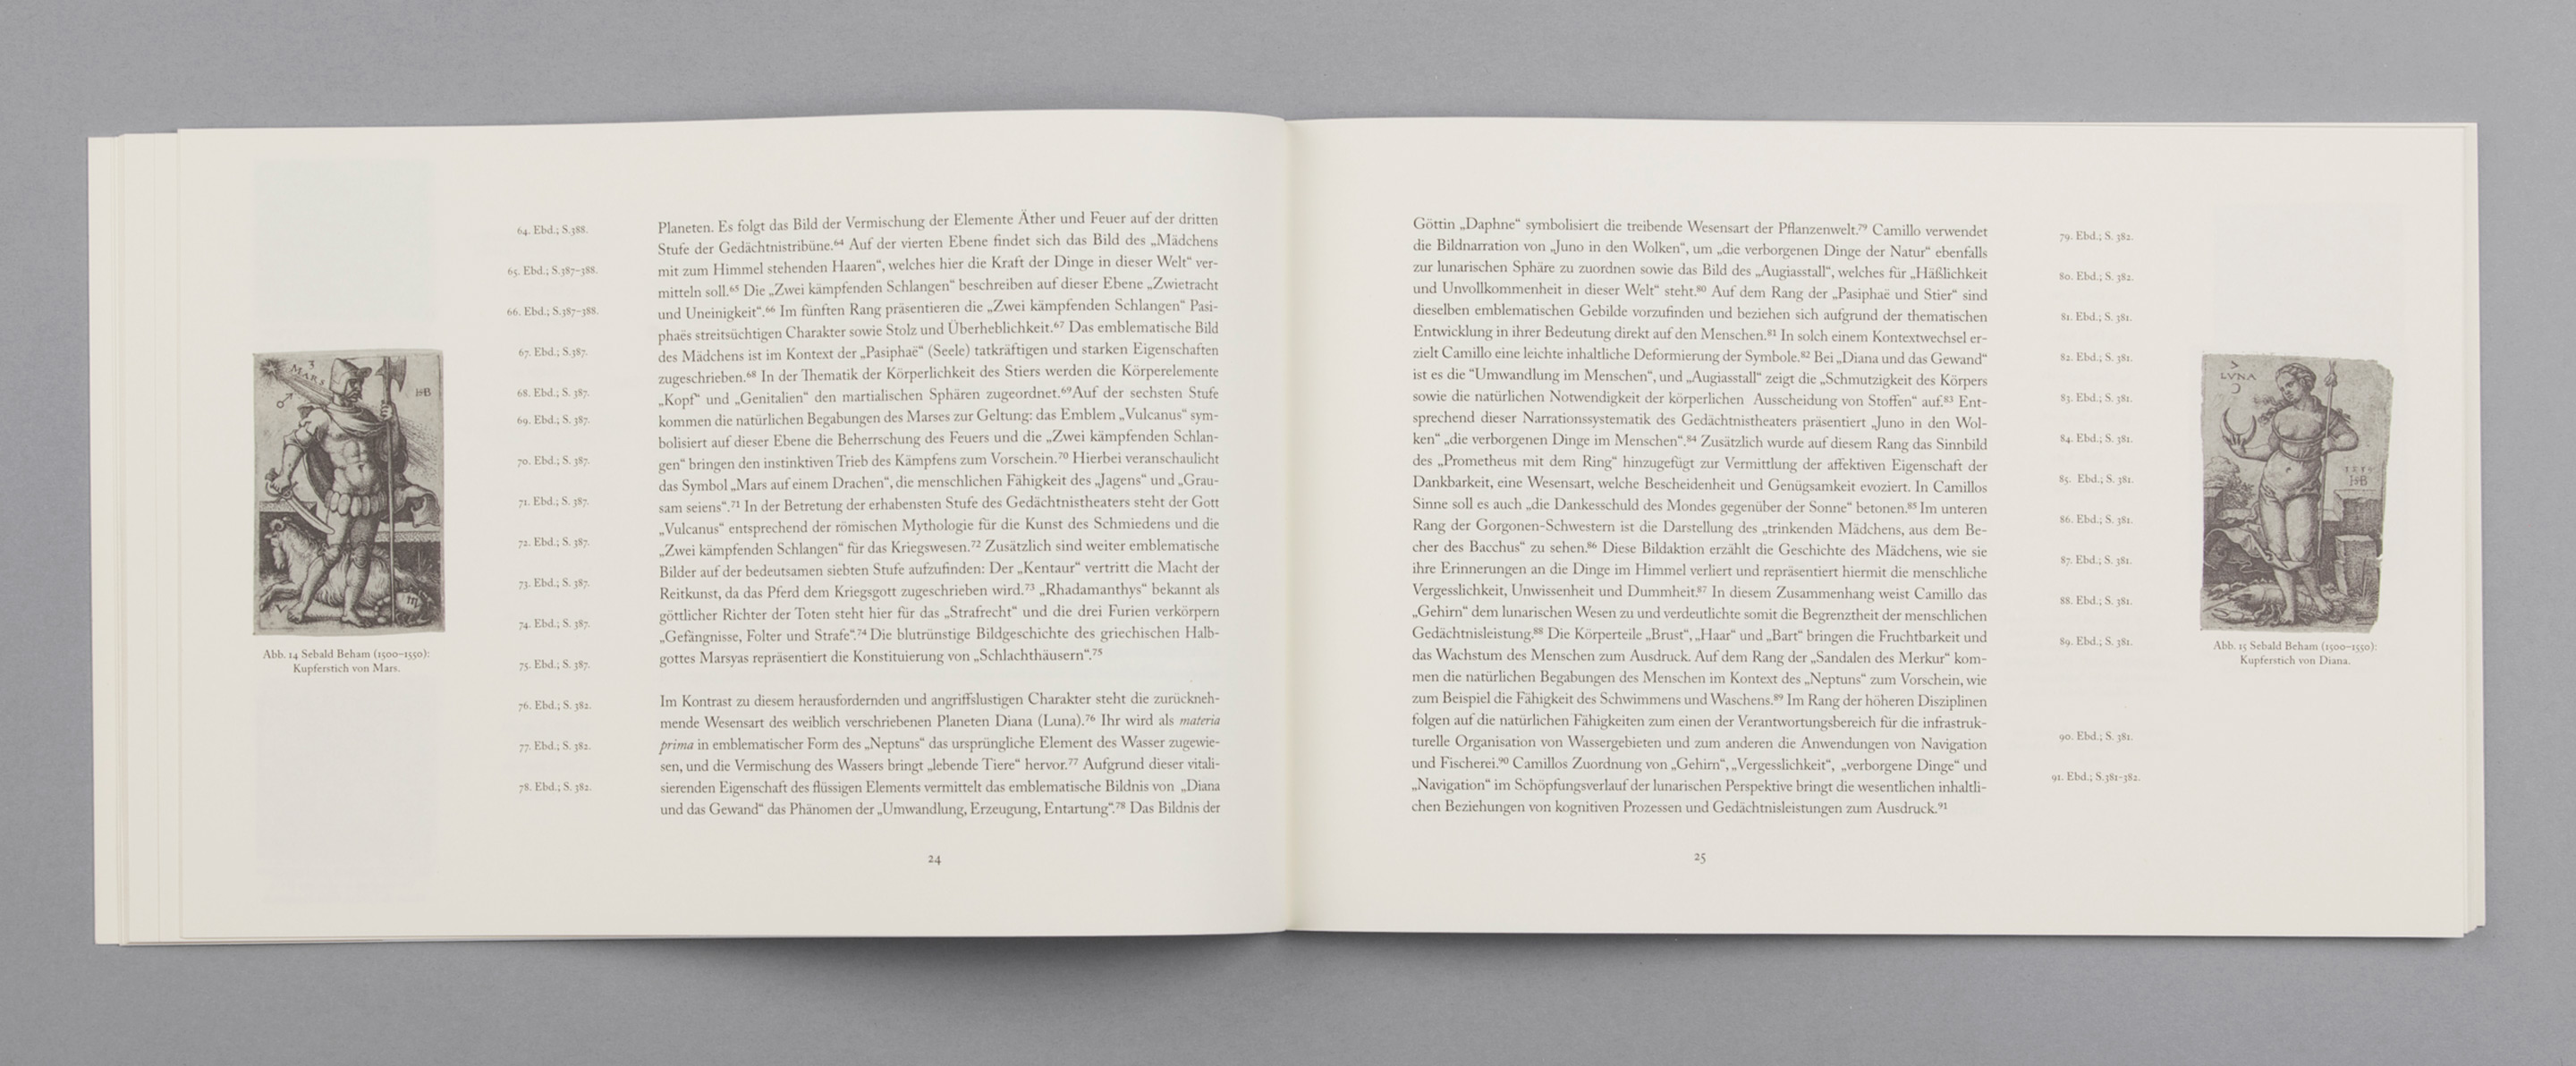 MARS
HSB
Abb. 14 Sebald Beham (1500–1550):
Kupferstich von Mars.
64. Ebd.; S.388.
65. Ebd.; S.387–388.
66. Ebd.; S.387–388.
67. Ebd.; S.387.
68. Ebd.; S. 387.
69. Ebd.; S. 387.
70. Ebd.; S. 387.
71. Ebd.; S. 387.
72. Ebd.; S. 387.
73. Ebd.; S. 387.
74. Ebd.; S. 387.
75. Ebd.; S. 387.
76. Ebd.; S. 382.
77. Ebd.; S. 382.
78. Ebd.; S. 382.
Planeten. Es folgt das Bild der Vermischung der Elemente Äther und Feuer auf der dritten
Stufe der Gedächtnistribüne.⁶⁴ Auf der vierten Ebene findet sich das Bild des „Mädchens
mit zum Himmel stehenden Haaren“, welches hier die Kraft der Dinge in dieser Welt“ ver-
mitteln soll.⁶⁵ Die „Zwei kämpfenden Schlangen“ beschreiben auf dieser Ebene „Zwietracht
und Uneinigkeit“.⁶⁶ Im fünften Rang präsentieren die „Zwei kämpfenden Schlangen“ Pasi-
phaës streitsüchtigen Charakter sowie Stolz und Überheblichkeit.⁶⁷ Das emblematische Bild
des Mädchens ist im Kontext der „Pasiphaë“ (Seele) tatkräftigen und starken Eigenschaften
zugeschrieben.⁶⁸ In der Thematik der Körperlichkeit des Stiers werden die Körperelemente
„Kopf“ und „Genitalien“ den martialischen Sphären zugeordnet.⁶⁹Auf der sechsten Stufe
kommen die natürlichen Begabungen des Marses zur Geltung: das Emblem „Vulcanus“ sym-
bolisiert auf dieser Ebene die Beherrschung des Feuers und die „Zwei kämpfenden Schlan-
gen“ bringen den instinktiven Trieb des Kämpfens zum Vorschein.⁷⁰ Hierbei veranschaulicht
das Symbol „Mars auf einem Drachen“, die menschlichen Fähigkeit des „Jagens“ und „Grau-
sam seiens“.⁷¹ In der Betretung der erhabensten Stufe des Gedächtnistheaters steht der Gott
„Vulcanus“ entsprechend der römischen Mythologie für die Kunst des Schmiedens und die
„Zwei kämpfenden Schlangen“ für das Kriegswesen.⁷² Zusätzlich sind weiter emblematische
Bilder auf der bedeutsamen siebten Stufe aufzufinden: Der „Kentaur“ vertritt die Macht der
Reitkunst, da das Pferd dem Kriegsgott zugeschrieben wird.⁷³ „Rhadamanthys“ bekannt als
göttlicher Richter der Toten steht hier für das „Strafrecht“ und die drei Furien verkörpern
„Gefängnisse, Folter und Strafe“.⁷⁴ Die blutrünstige Bildgeschichte des griechischen Halb-
gottes Marsyas repräsentiert die Konstituierung von „Schlachthäusern“.⁷⁵
Im Kontrast zu diesem herausfordernden und angriffslustigen Charakter steht die zurückneh-
mende Wesensart des weiblich verschriebenen Planeten Diana (Luna).⁷⁶ Ihr wird als materia
prima in emblematischer Form des „Neptuns“ das ursprüngliche Element des Wasser zugewie-
sen, und die Vermischung des Wassers bringt „lebende Tiere“ hervor.⁷⁷ Aufgrund dieser vitali-
sierenden Eigenschaft des flüssigen Elements vermittelt das emblematische Bildnis von „Diana
und das Gewand“ das Phänomen der „Umwandlung, Erzeugung, Entartung“.⁷⁸ Das Bildnis der
24
Göttin „Daphne“ symbolisiert die treibende Wesensart der Pflanzenwelt.⁷⁹ Camillo verwendet
die Bildnarration von „Juno in den Wolken“, um „die verborgenen Dinge der Natur“ ebenfalls
zur lunarischen Sphäre zu zuordnen sowie das Bild des „Augiasstall“, welches für „Häßlichkeit
und Unvollkommenheit in dieser Welt“ steht.⁸⁰ Auf dem Rang der „Pasiphaë und Stier“ sind
dieselben emblematischen Gebilde vorzufinden und beziehen sich aufgrund der thematischen
Entwicklung in ihrer Bedeutung direkt auf den Menschen.⁸¹ In solch einem Kontextwechsel er-
zielt Camillo eine leichte inhaltliche Deformierung der Symbole.⁸² Bei „Diana und das Gewand“
ist es die “Umwandlung im Menschen“, und „Augiasstall“ zeigt die „Schmutzigkeit des Körpers
sowie die natürlichen Notwendigkeit der körperlichen Ausscheidung von Stoffen“ auf.⁸³ Ent-
sprechend dieser Narrationssystematik des Gedächtnistheaters präsentiert „Juno in den Wol-
ken“ „die verborgenen Dinge im Menschen“.⁸⁴ Zusätzlich wurde auf diesem Rang das Sinnbild
des „Prometheus mit dem Ring“ hinzugefügt zur Vermittlung der affektiven Eigenschaft der
Dankbarkeit, eine Wesensart, welche Bescheidenheit und Genügsamkeit evoziert. In Camillos
Sinne soll es auch „die Dankesschuld des Mondes gegenüber der Sonne“ betonen.⁸⁵ Im unteren
Rang der Gorgonen-Schwestern ist die Darstellung des „trinkenden Mädchens, aus dem Be-
cher des Bacchus“ zu sehen.⁸⁶ Diese Bildaktion erzählt die Geschichte des Mädchens, wie sie
ihre Erinnerungen an die Dinge im Himmel verliert und repräsentiert hiermit die menschliche
Vergesslichkeit, Unwissenheit und Dummheit.⁸⁷ In diesem Zusammenhang weist Camillo das
„Gehirn“ dem lunarischen Wesen zu und verdeutlichte somit die Begrenztheit der menschlichen
Gedächtnisleistung.⁸⁸ Die Körperteile „Brust“, „Haar“ und „Bart“ bringen die Fruchtbarkeit und
das Wachstum des Menschen zum Ausdruck. Auf dem Rang der „Sandalen des Merkur“ kom-
men die natürlichen Begabungen des Menschen im Kontext des „Neptuns“ zum Vorschein, wie
zum Beispiel die Fähigkeit des Schwimmens und Waschens.⁸⁹ Im Rang der höheren Disziplinen
folgen auf die natürlichen Fähigkeiten zum einen der Verantwortungsbereich für die infrastruk-
turelle Organisation von Wassergebieten und zum anderen die Anwendungen von Navigation
und Fischerei.⁹⁰ Camillos Zuordnung von „Gehirn“, „Vergesslichkeit“, „verborgene Dinge“ und
„Navigation“ im Schöpfungsverlauf der lunarischen Perspektive bringt die wesentlichen inhaltli-
chen Beziehungen von kognitiven Prozessen und Gedächtnisleistungen zum Ausdruck.⁹¹
25
79. Ebd.; S. 382.
80. Ebd.; S. 382.
81. Ebd.; S. 381.
82. Ebd.; S. 381.
83. Ebd.; S. 381.
84. Ebd.; S. 381.
85. Ebd.; S. 381.
86. Ebd.; S. 381.
87. Ebd.; S. 381.
88. Ebd.; S. 381.
89. Ebd.; S. 381.
90. Ebd.; S. 381.
91. Ebd.; S.381-382.
LVNA
HSB
Abb. 15 Sebald Beham (1500–1550):
Kupferstich von Diana.